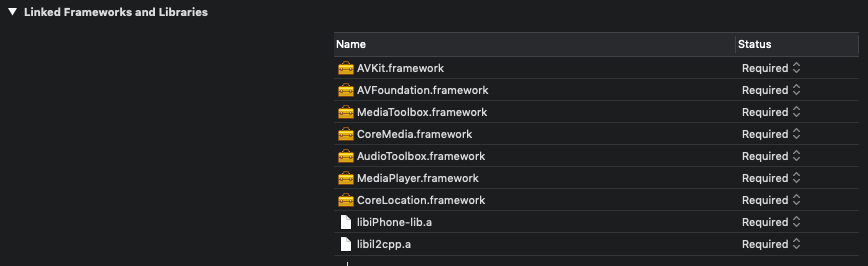 Linked Frameworks and Libraries
Name Status
AVKit.framework Required
AVFoundation.framework Required
MediaToolbox.framework Required
CoreMedia.framework Required
AudioToolbox.framework Required
MediaPlayer.framework Required
CoreLocation.framework Required
libiPhone-lib.a Required
libil2cpp.a Required